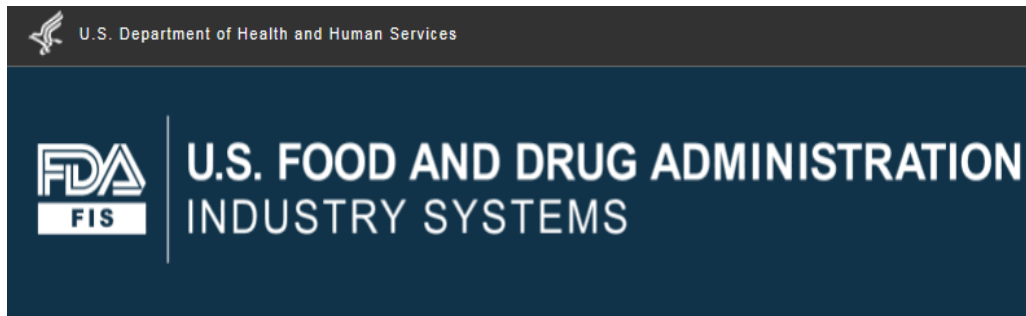 U.S. Department of Health and Human Services
FDA
FIS
U.S. FOOD AND DRUG ADMINISTRATION
INDUSTRY SYSTEMS